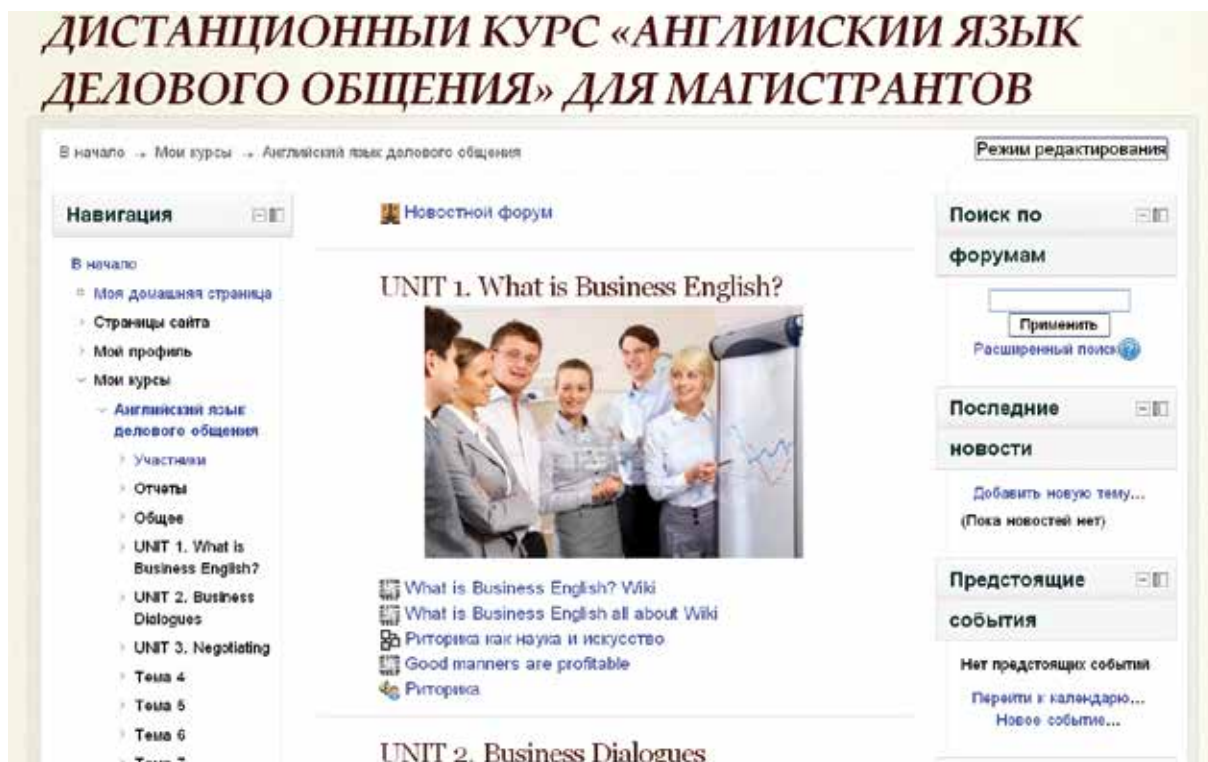 ДИСТАНЦИОННЫЙ КУРС «АНГЛИЙСКИЙ ЯЗЫК
ДЕЛОВОГО ОБЩЕНИЯ» ДЛЯ МАГИСТРАНТОВ
В начало → Мои курсы → Английский язык делового общения
Режим редактирования
Навигация
В начало
Моя домашняя страница
Страницы сайта
Мой профиль
Мои курсы
Английский язык
делового общения
Участники
Отчеты
Общее
UNIT 1. What is
Business English?
UNIT 2. Business
Dialogues
UNIT 3. Negotiating
Тема 4
Тема 5
Тема 6
Тема 7
Новостной форум
UNIT 1. What is Business English?
What is Business English? Wiki
What is Business English all about Wiki
Риторика как наука и искусство
Good manners are profitable
Риторика
UNIT 2. Business Dialogues
Поиск по
форумам
Применить
Расширенный поиск
Последние
новости
Добавить новую тему...
(Пока новостей нет)
Предстоящие
события
Нет предстоящих событий
Перейти к календарю...
Новое событие...